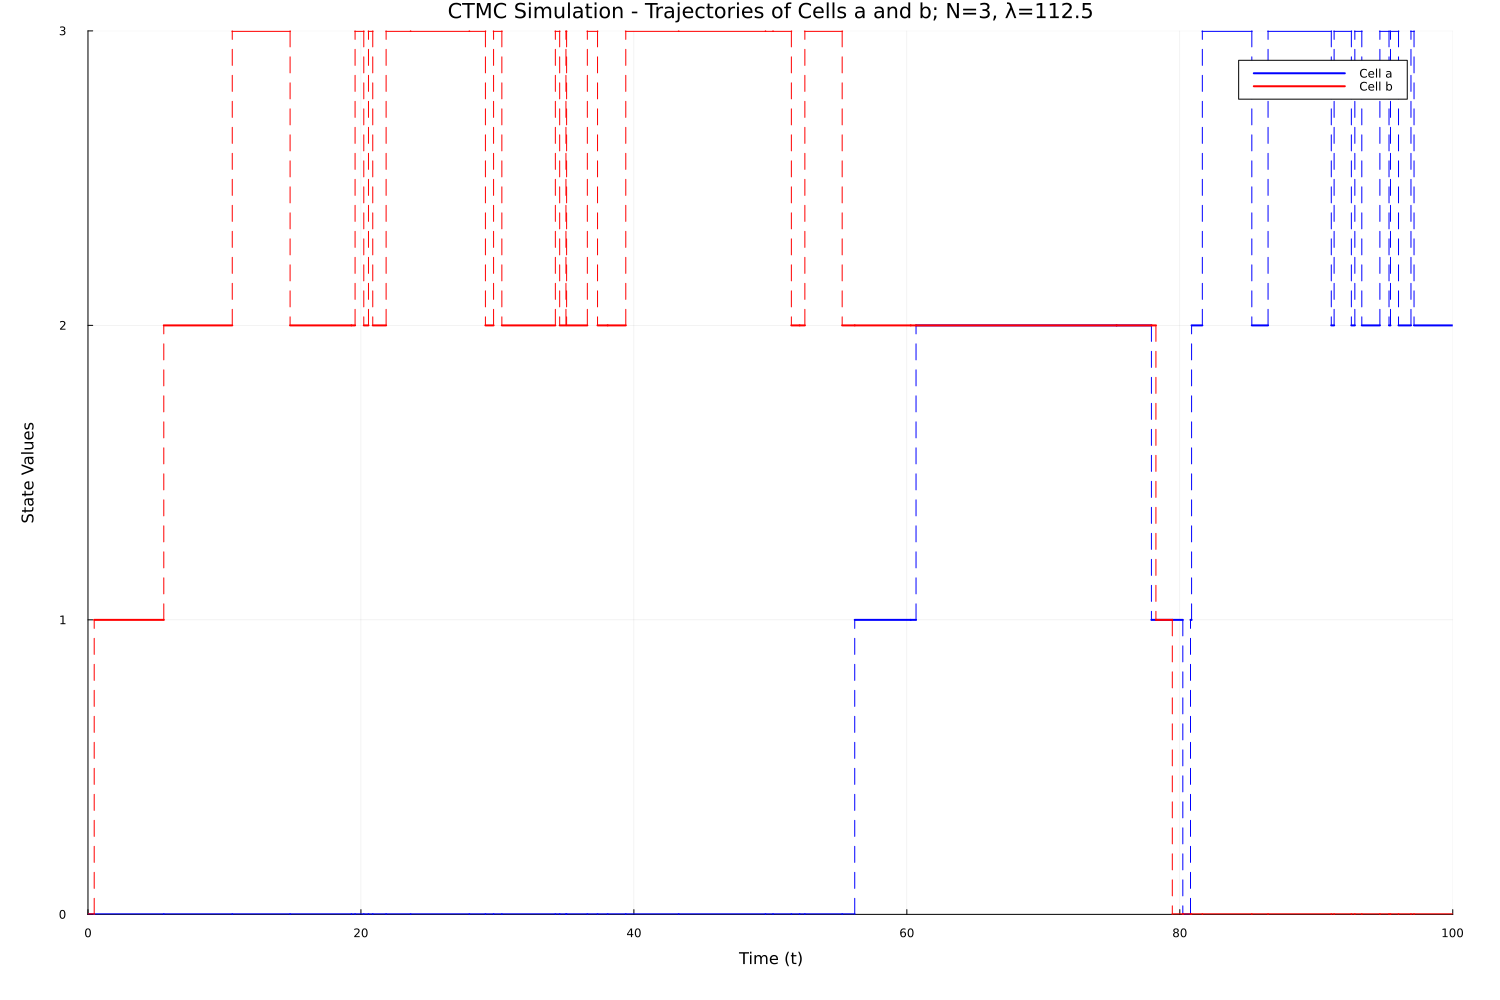 CTMC Simulation - Trajectories of Cells a and b; N=3, λ=112.5
Cell a
Cell b
State Values
3
2
1
0
0 20 40 60 80 100
Time (t)